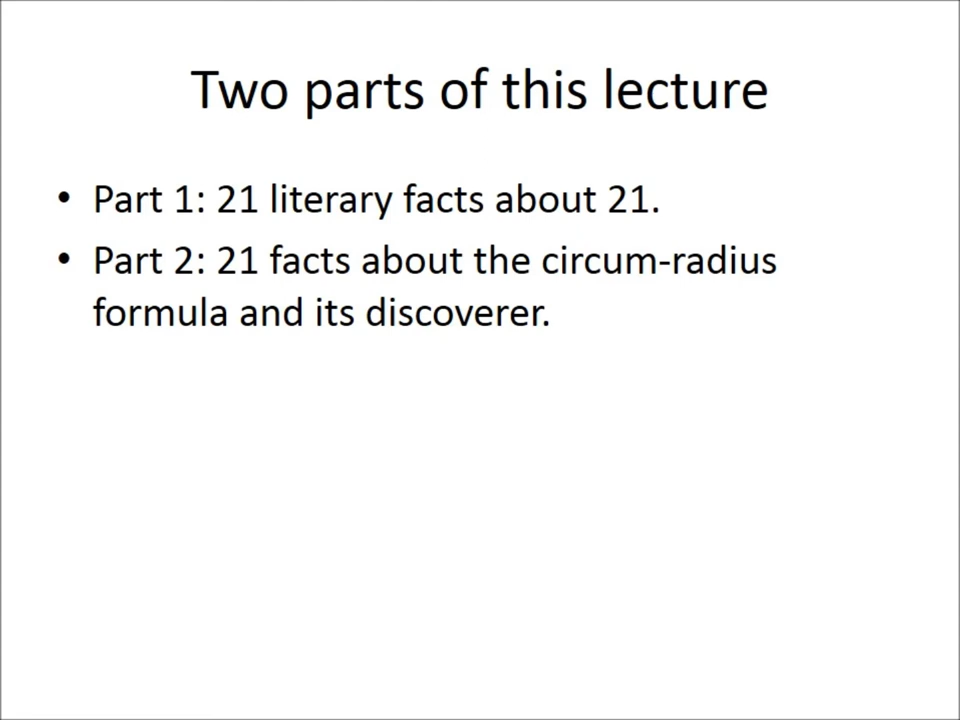 Two parts of this lecture
• Part 1: 21 literary facts about 21.
• Part 2: 21 facts about the circum-radius
formula and its discoverer.